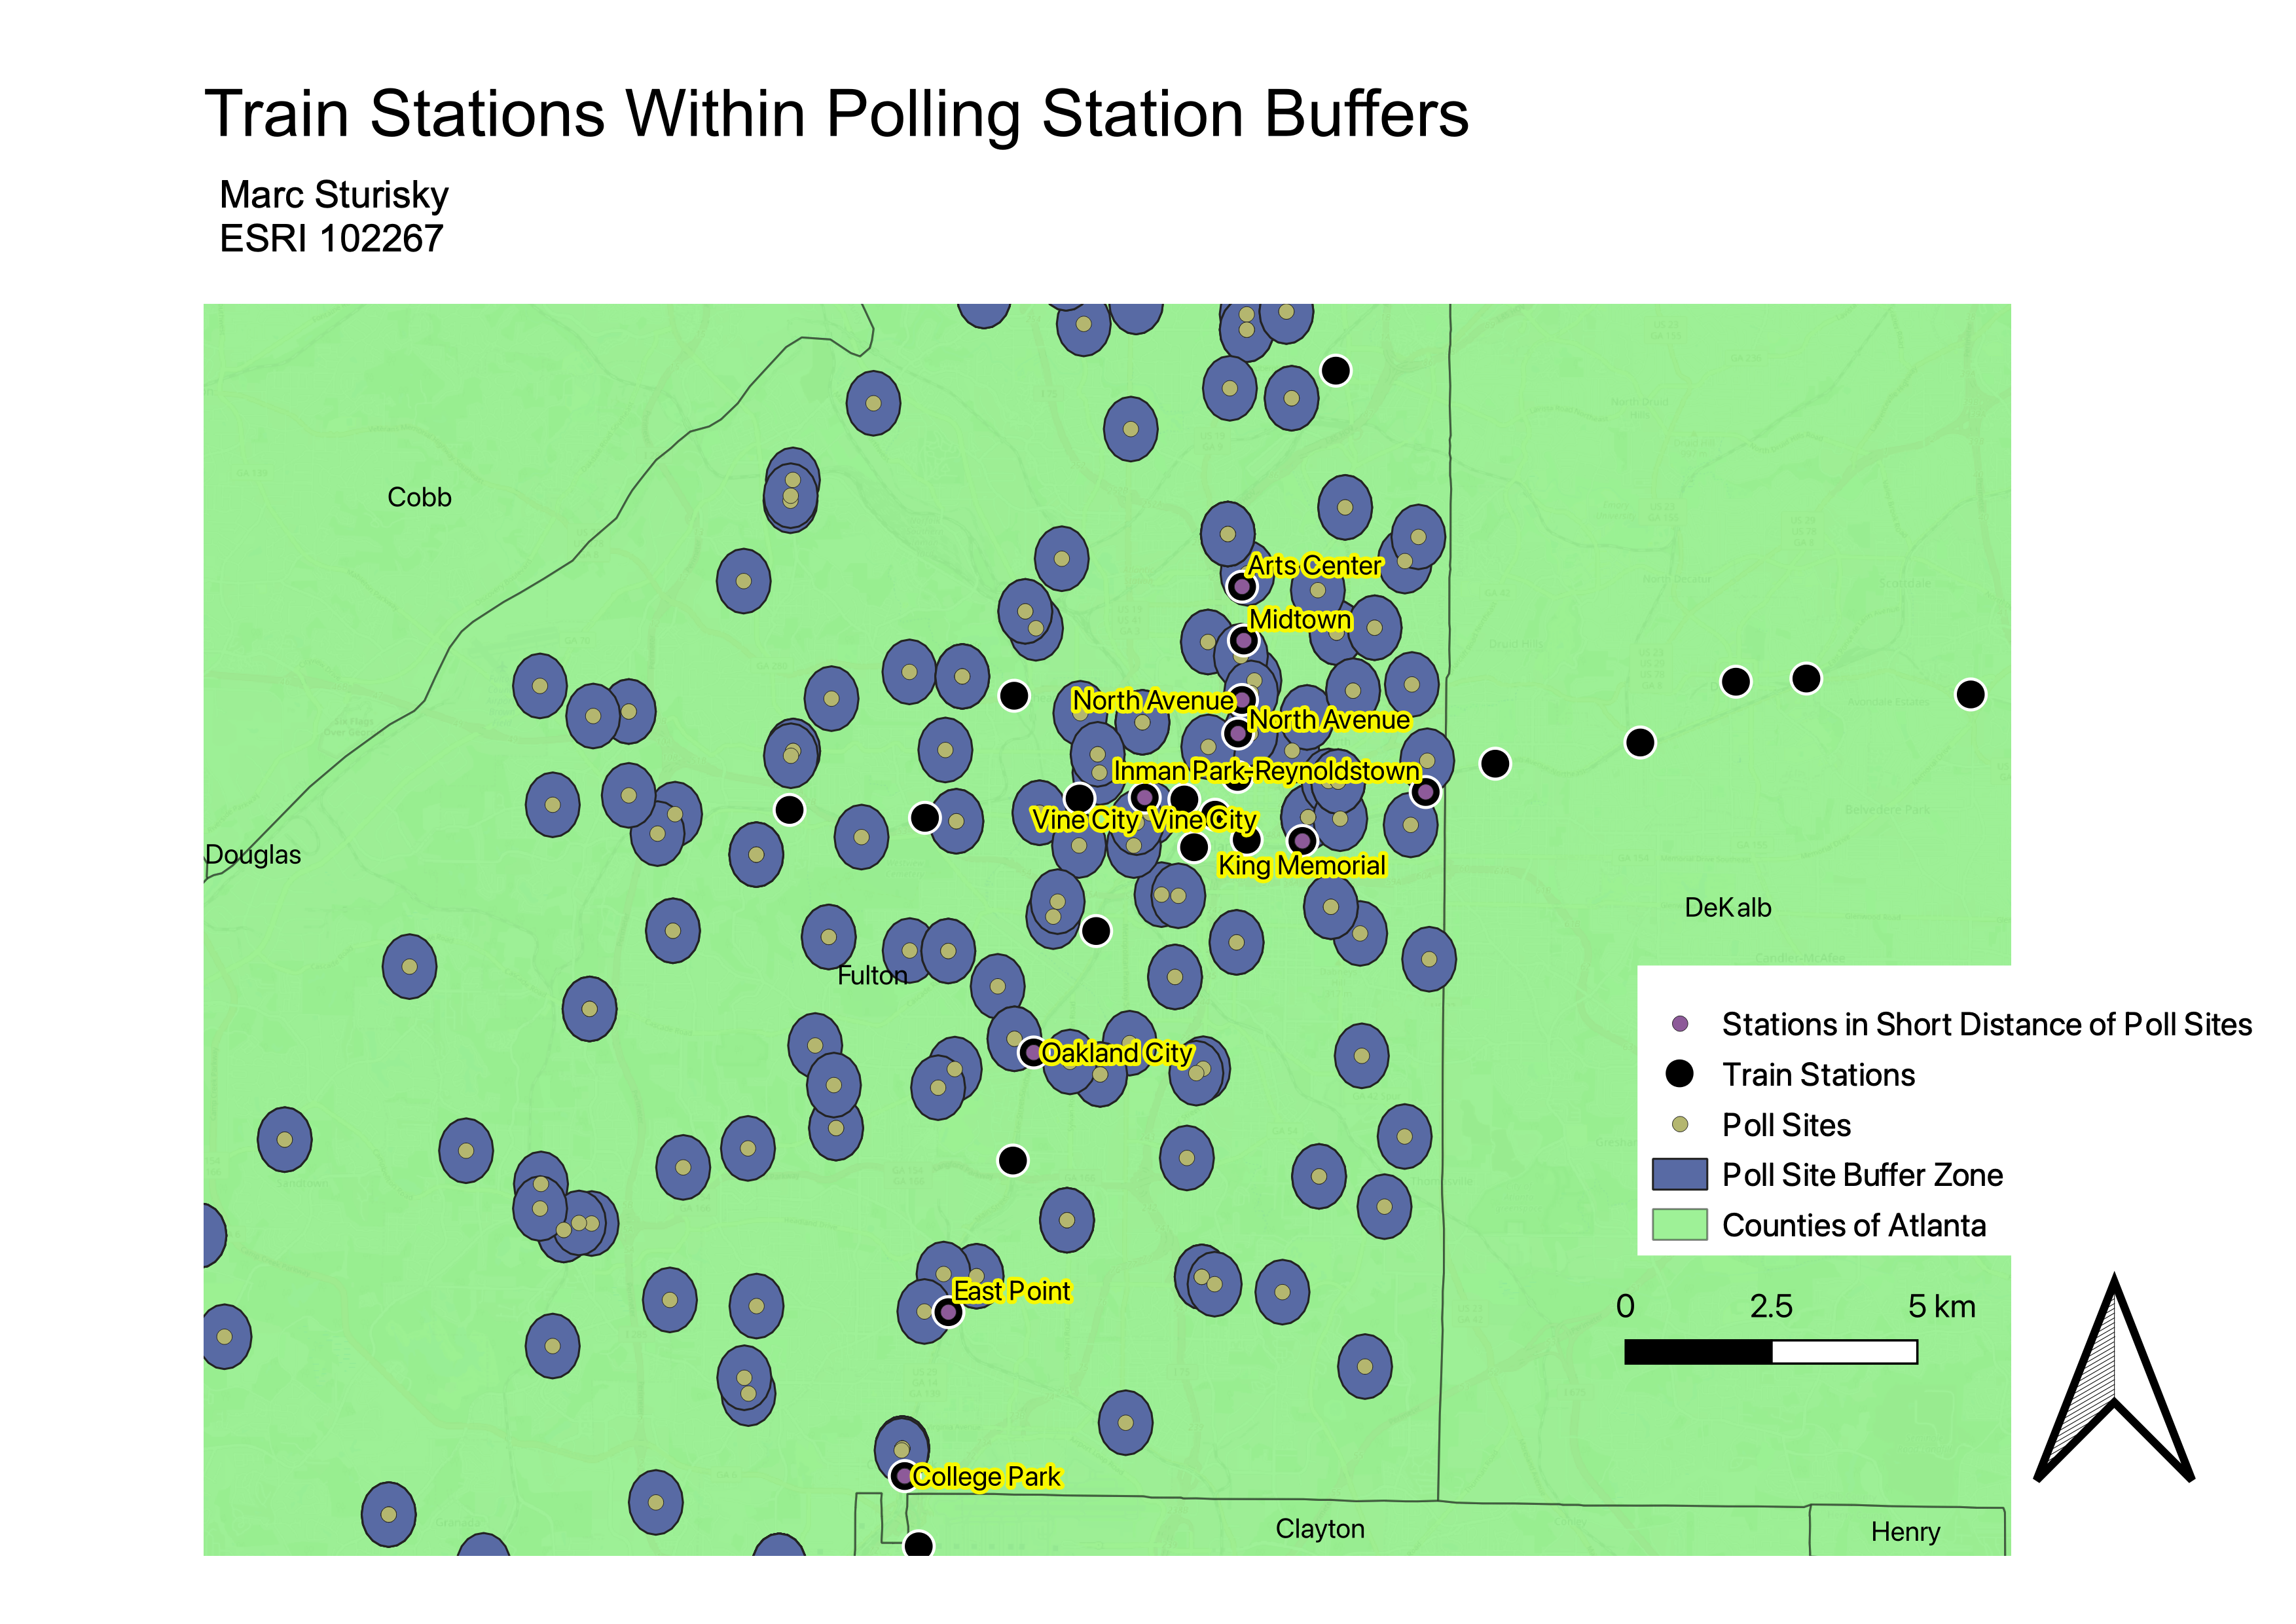 Train Stations Within Polling Station Buffers
Marc Sturisky
ESRI 102267
Cobb
Arts Center
Midtown
North Avenue
North Avenue
Inman Park-Reynoldstown
Vine City
Vine City
Douglas
King Memorial
DeKalb
Fulton
Oakland City
Stations in Short Distance of Poll Sites
Train Stations
Poll Sites
Poll Site Buffer Zone
Counties of Atlanta
East Point
0 2.5 5 km
College Park
Clayton
Henry